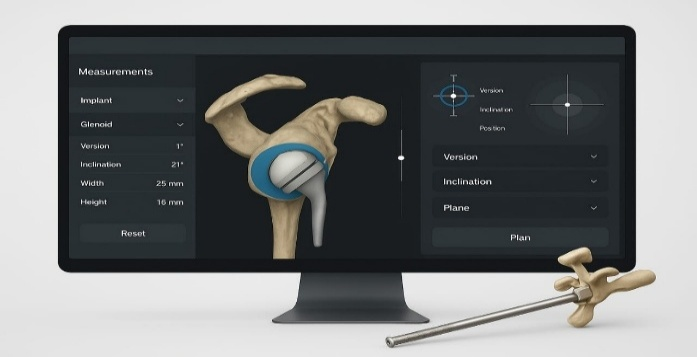 Measurements
Implant
Glenoid
Version 1°
Inclination 21°
Width 25 mm
Height 16 mm
Reset
Version
Inclination
Position
Version
Inclination
Plane
Plan